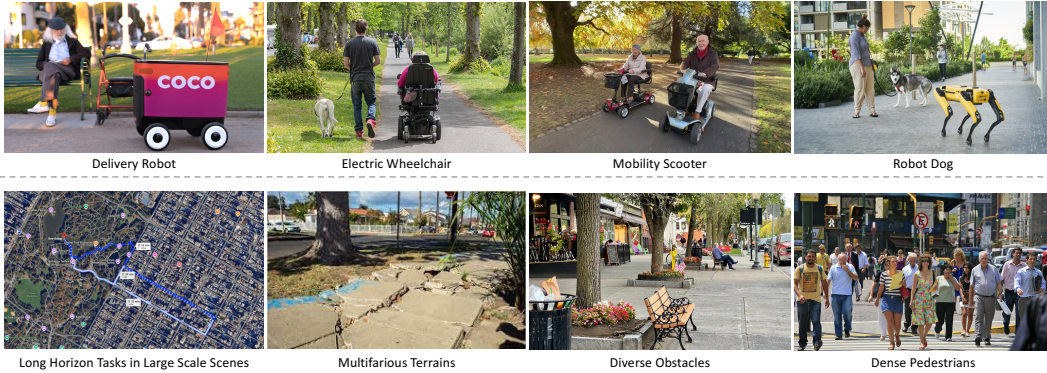 COCO
Delivery Robot
Electric Wheelchair
Mobility Scooter
Robot Dog
Long Horizon Tasks in Large Scale Scenes
Multifarious Terrains
Diverse Obstacles
Dense Pedestrians